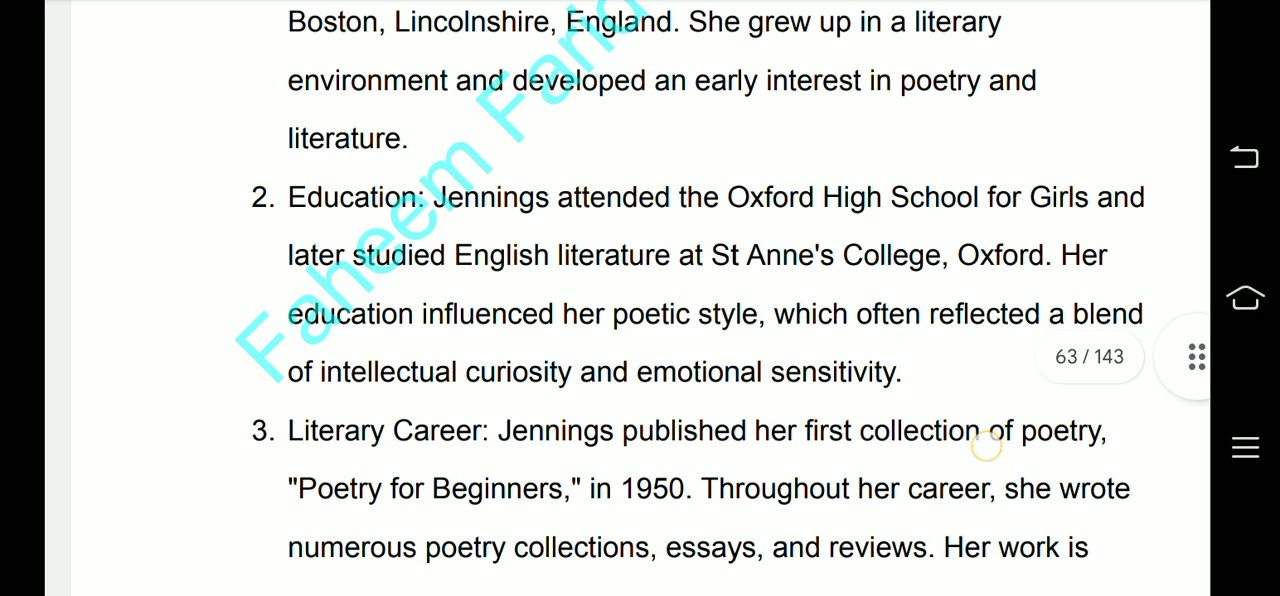 Boston, Lincolnshire, England. She grew up in a literary
environment and developed an early interest in poetry and
literature.
2. Education: Jennings attended the Oxford High School for Girls and
later studied English literature at St Anne's College, Oxford. Her
education influenced her poetic style, which often reflected a blend
of intellectual curiosity and emotional sensitivity.
63 / 143
3. Literary Career: Jennings published her first collection of poetry,
"Poetry for Beginners," in 1950. Throughout her career, she wrote
numerous poetry collections, essays, and reviews. Her work is
Faheem Farid